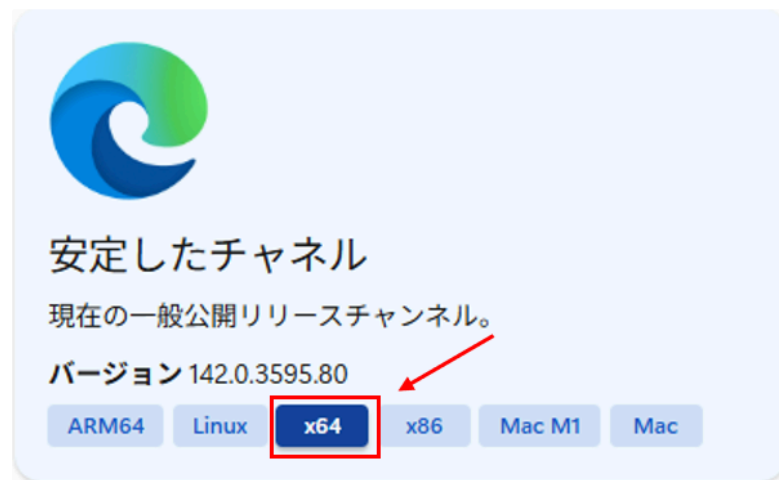 安定したチャネル
現在の一般公開リリースチャンネル。
バージョン 142.0.3595.80
ARM64 Linux x64 x86 Mac M1 Mac